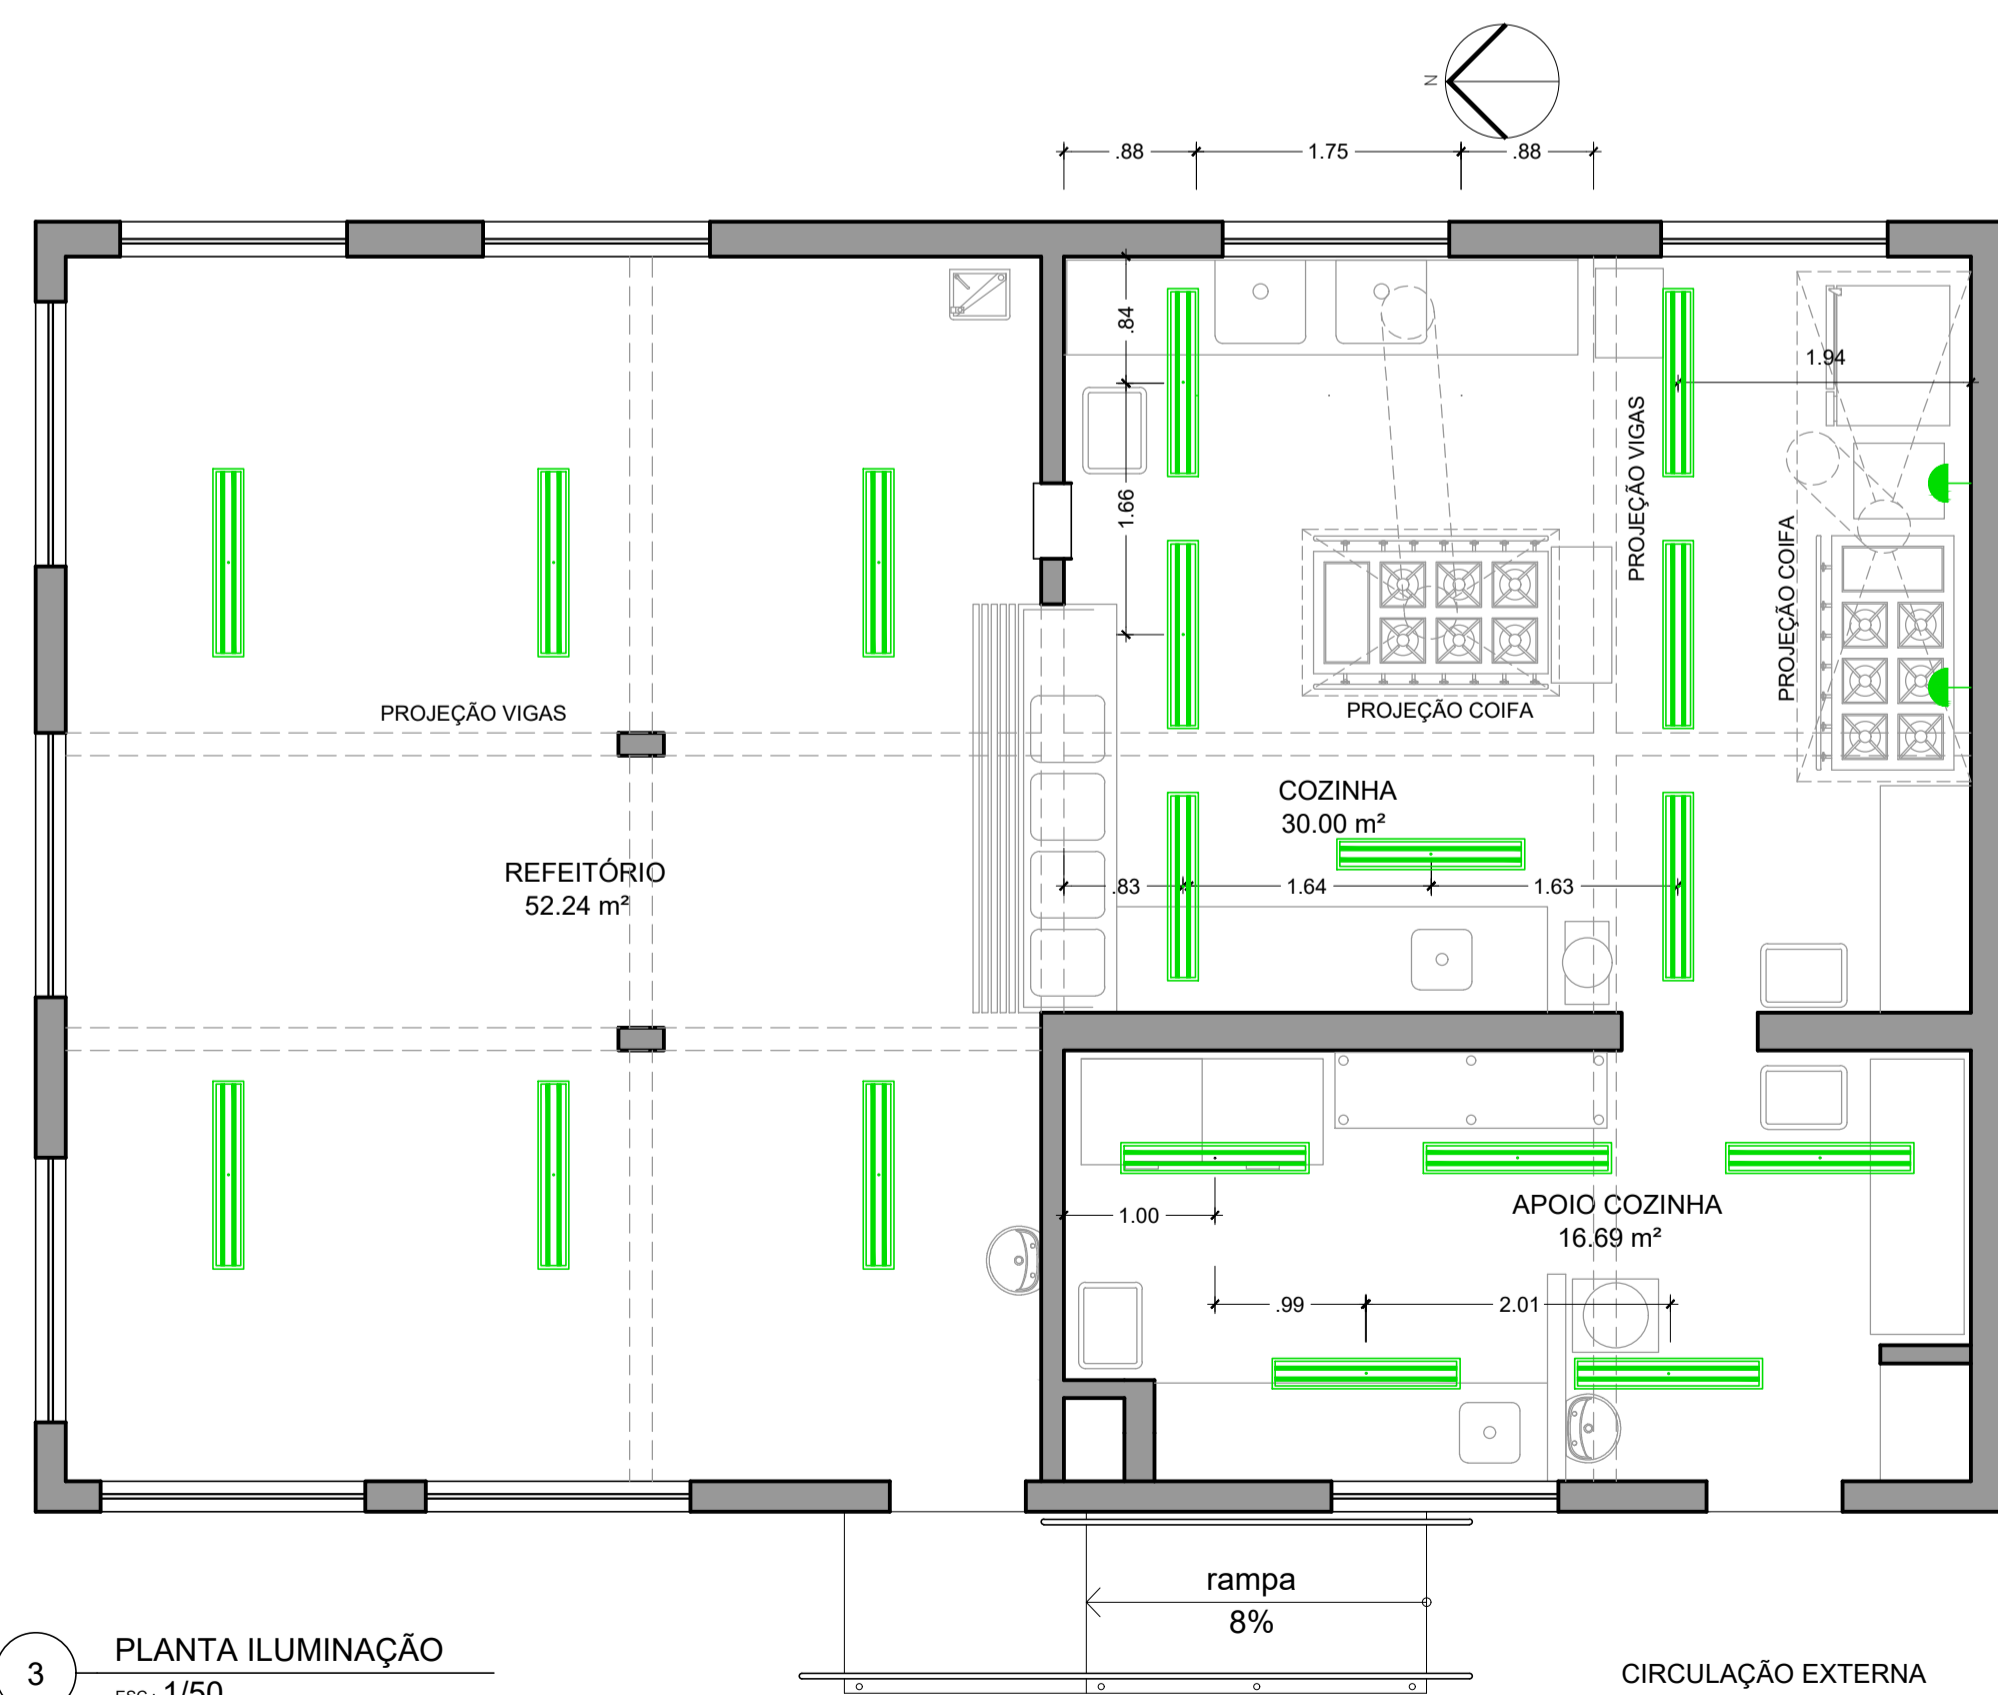 N
.88
1.75
.88
.84
1.94
PROJEÇÃO VIGAS
1.66
PROJEÇÃO COIFA
PROJEÇÃO VIGAS
PROJEÇÃO COIFA
COZINHA
30.00 m²
REFEITÓRIO
52.24 m²
.83
1.64
1.63
APOIO COZINHA
16.69 m²
1.00
.99
2.01
rampa
8%
3
PLANTA ILUMINAÇÃO
ESC.: 1/50
CIRCULAÇÃO EXTERNA